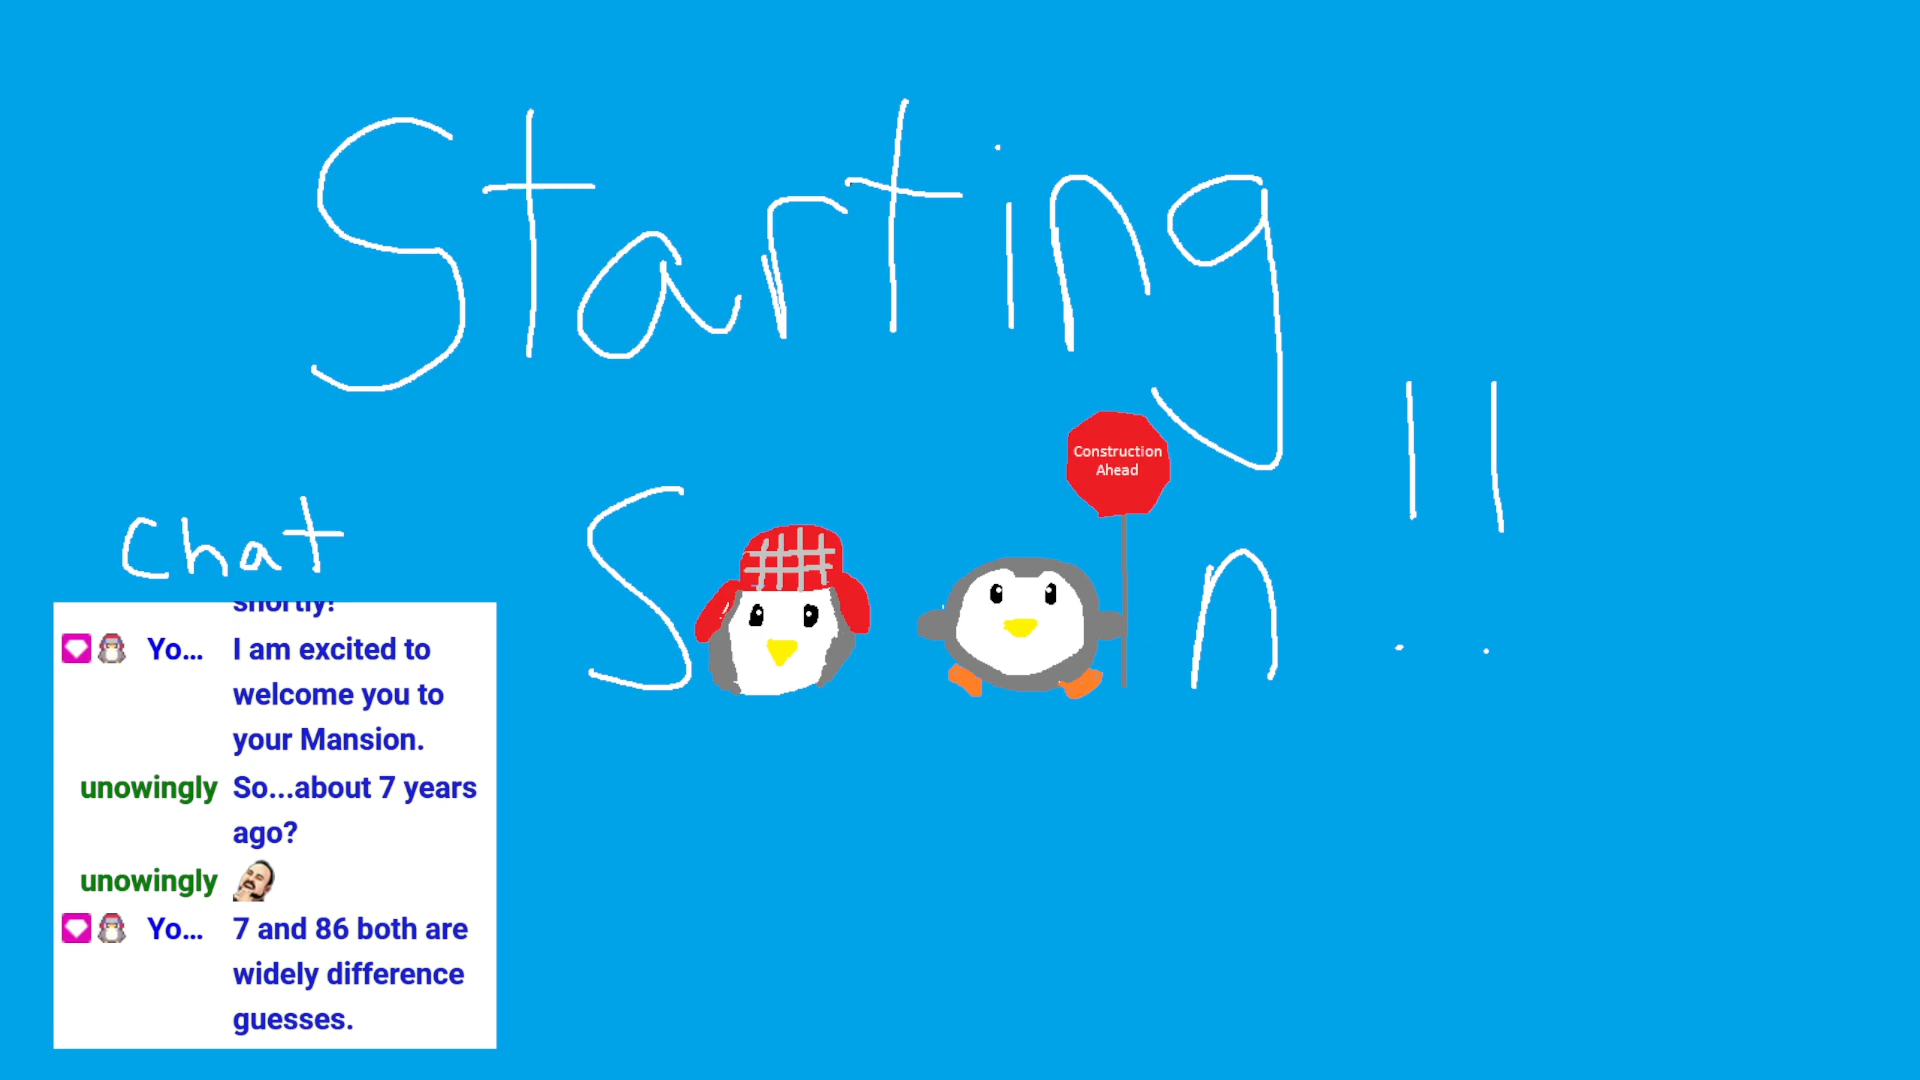 Starting
Construction
Ahead
S n !!
Chat
shortly!
Yo... I am excited to
welcome you to
your Mansion.
unowingly So...about 7 years
ago?
unowingly
Yo... 7 and 86 both are
widely difference
guesses.